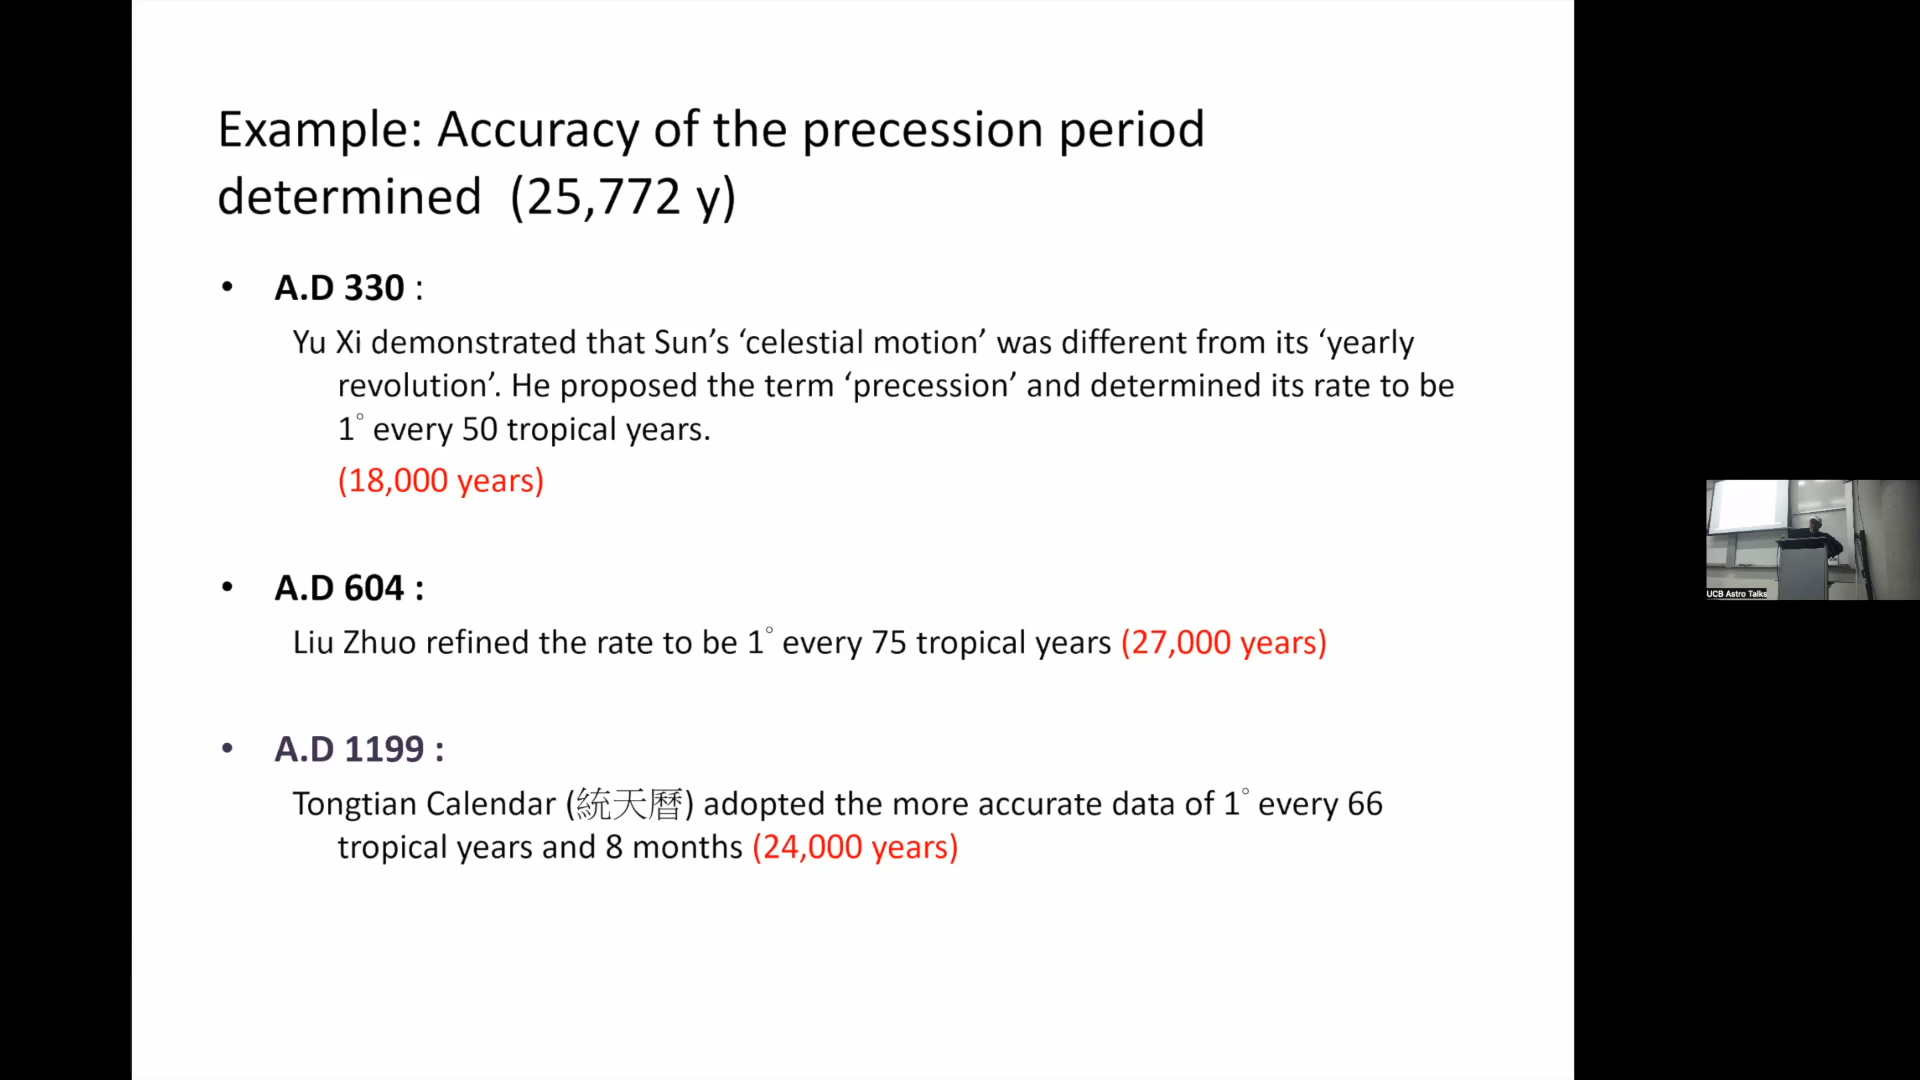 Example: Accuracy of the precession period
determined (25,772 y)
• A.D 330 :
Yu Xi demonstrated that Sun’s ‘celestial motion’ was different from its ‘yearly
revolution’. He proposed the term ‘precession’ and determined its rate to be
1° every 50 tropical years.
(18,000 years)
• A.D 604 :
Liu Zhuo refined the rate to be 1° every 75 tropical years (27,000 years)
• A.D 1199 :
Tongtian Calendar (統天曆) adopted the more accurate data of 1° every 66
tropical years and 8 months (24,000 years)
UCB Astro Talks